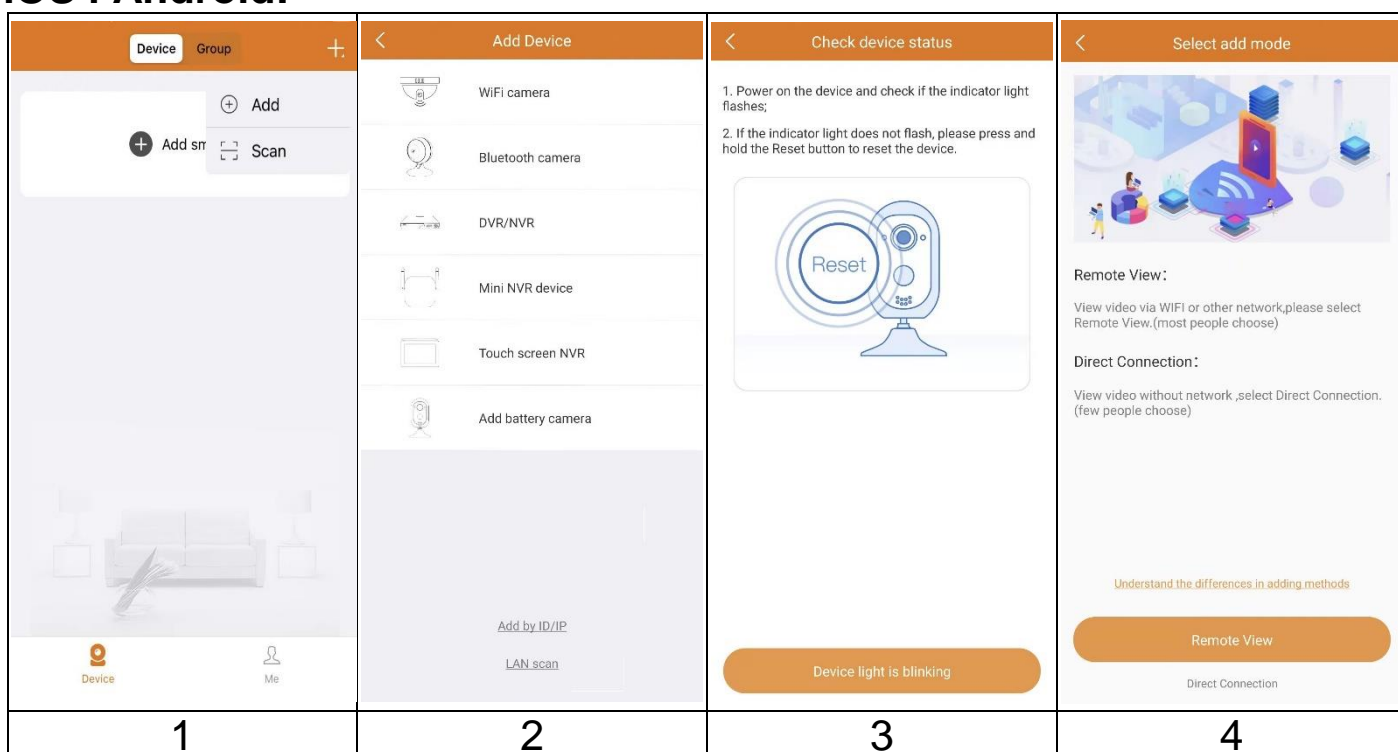 iOS i Android:
Device Group
Add
Scan
Add sm
Device Me
1
Add Device
WiFi camera
Bluetooth camera
DVR/NVR
Mini NVR device
Touch screen NVR
Add battery camera
Add by ID/IP
LAN scan
2
Check device status
1. Power on the device and check if the indicator light
flashes;
2. If the indicator light does not flash, please press and
hold the Reset button to reset the device.
Reset
Device light is blinking
3
Select add mode
Remote View:
View video via WIFI or other network,please select
Remote View.(most people choose)
Direct Connection:
View video without network ,select Direct Connection.
(few people choose)
Understand the differences in adding methods
Remote View
Direct Connection
4